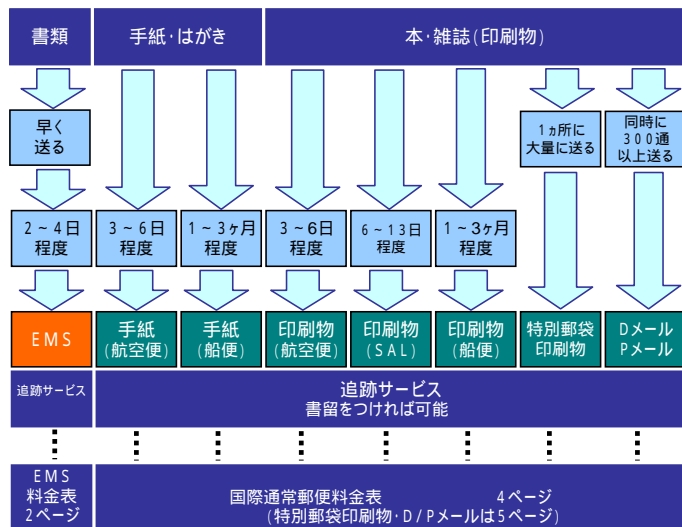 書類
手紙・はがき
本・雑誌(印刷物)
早く
送る
1ヵ所に
大量に送る
同時に
300通
以上送る
2~4日
程度
3~6日
程度
1~3ヶ月
程度
3~6日
程度
6~13日
程度
1~3ヶ月
程度
EMS
手紙
(航空便)
手紙
(船便)
印刷物
(航空便)
印刷物
(SAL)
印刷物
(船便)
特別郵袋
印刷物
Dメール
Pメール
追跡サービス
追跡サービス
書留をつければ可能
EMS
料金表
2ページ
国際通常郵便料金表 4ページ
(特別郵袋印刷物・D/Pメールは5ページ)